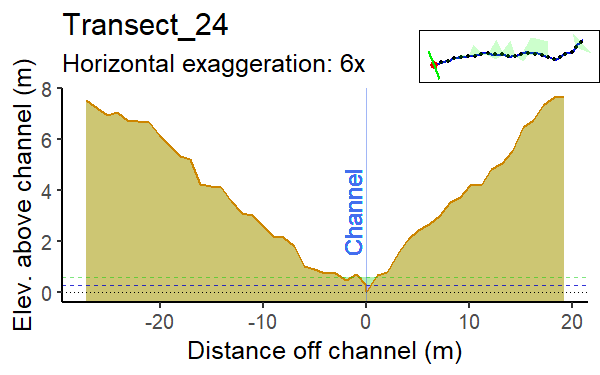 Transect_24
Horizontal exaggeration: 6x
Elev. above channel (m)
8
6
4
2
0
Channel
-20
-10
0
10
20
Distance off channel (m)